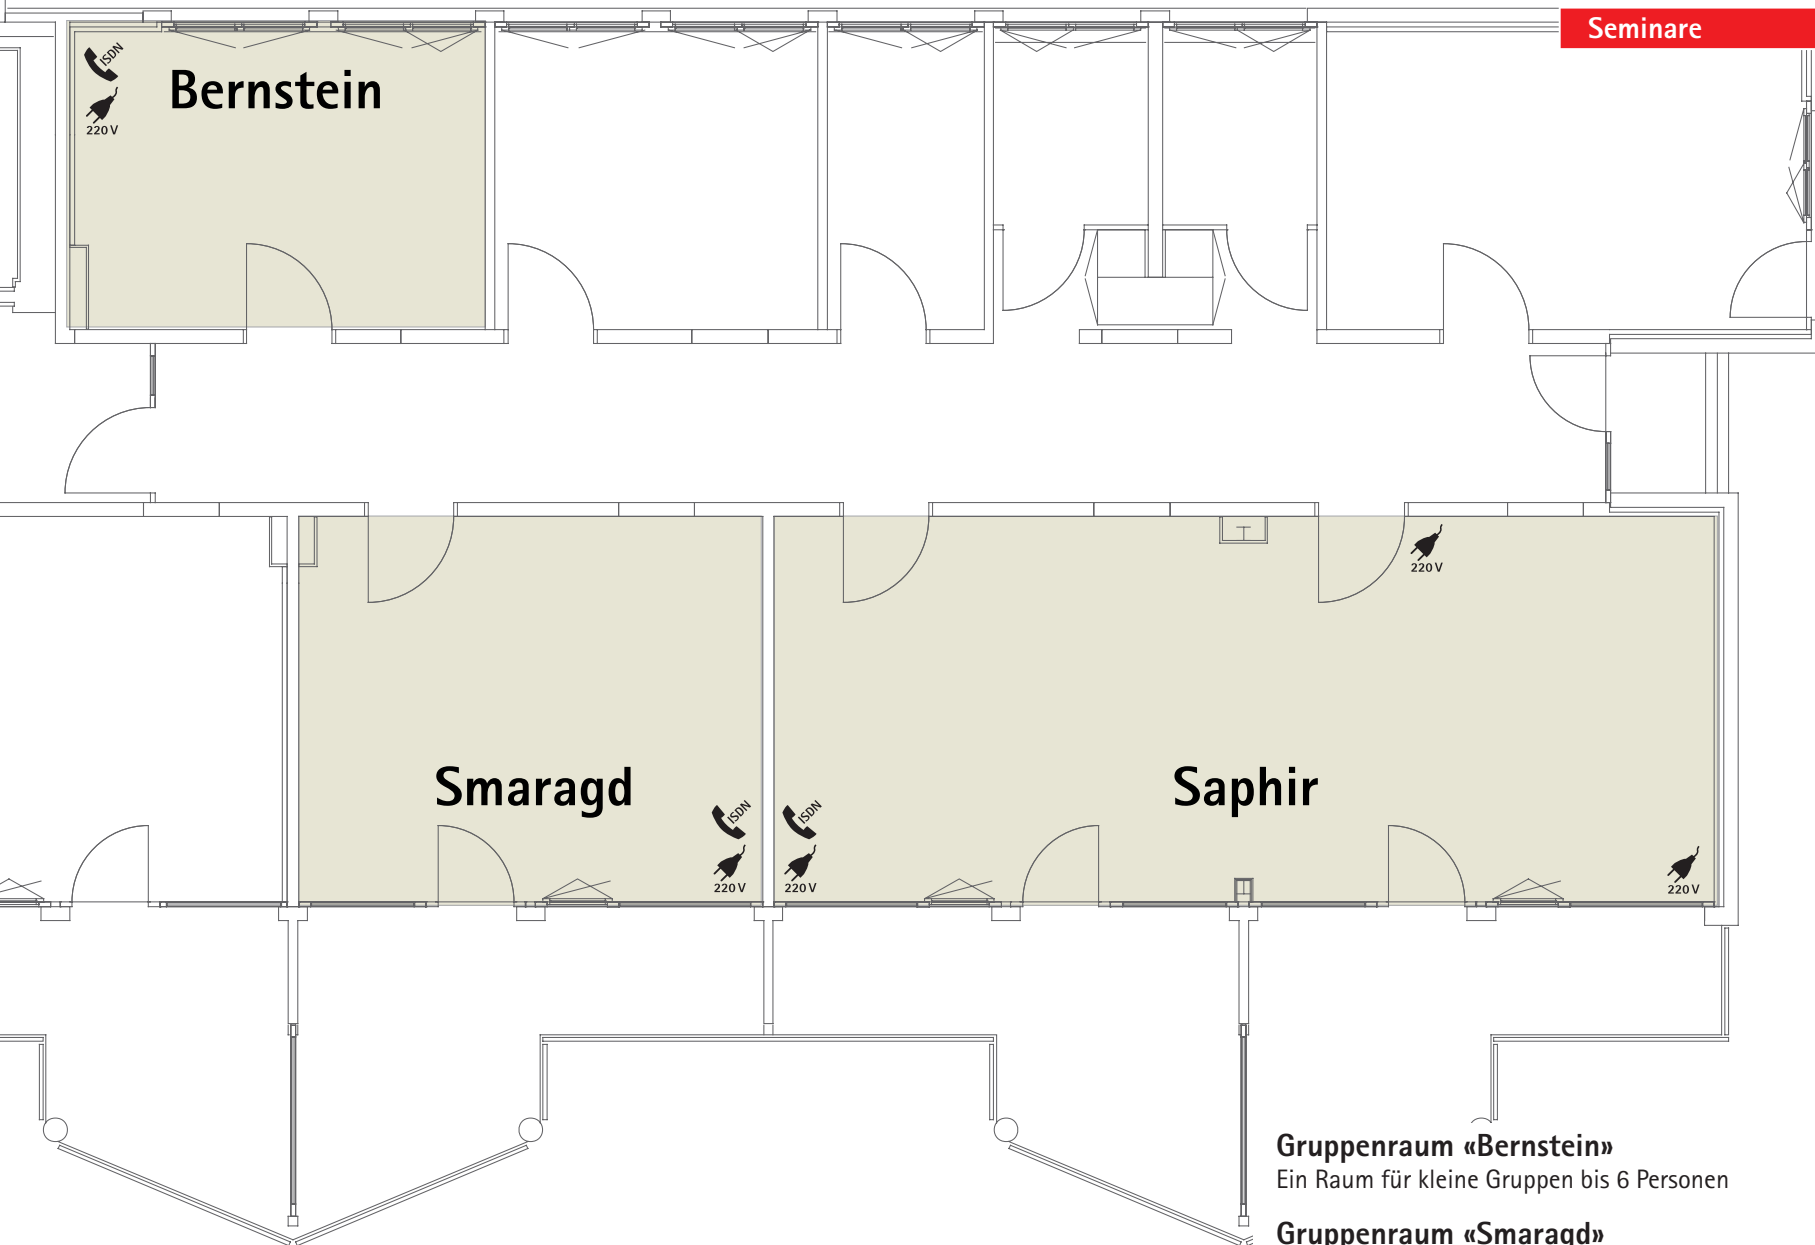 Seminare
ISDN
220 V
Bernstein
220 V
Smaragd
ISDN
220 V
Saphir
ISDN
220 V
220 V
Gruppenraum «Bernstein»
Ein Raum für kleine Gruppen bis 6 Personen
Gruppenraum «Smaragd»